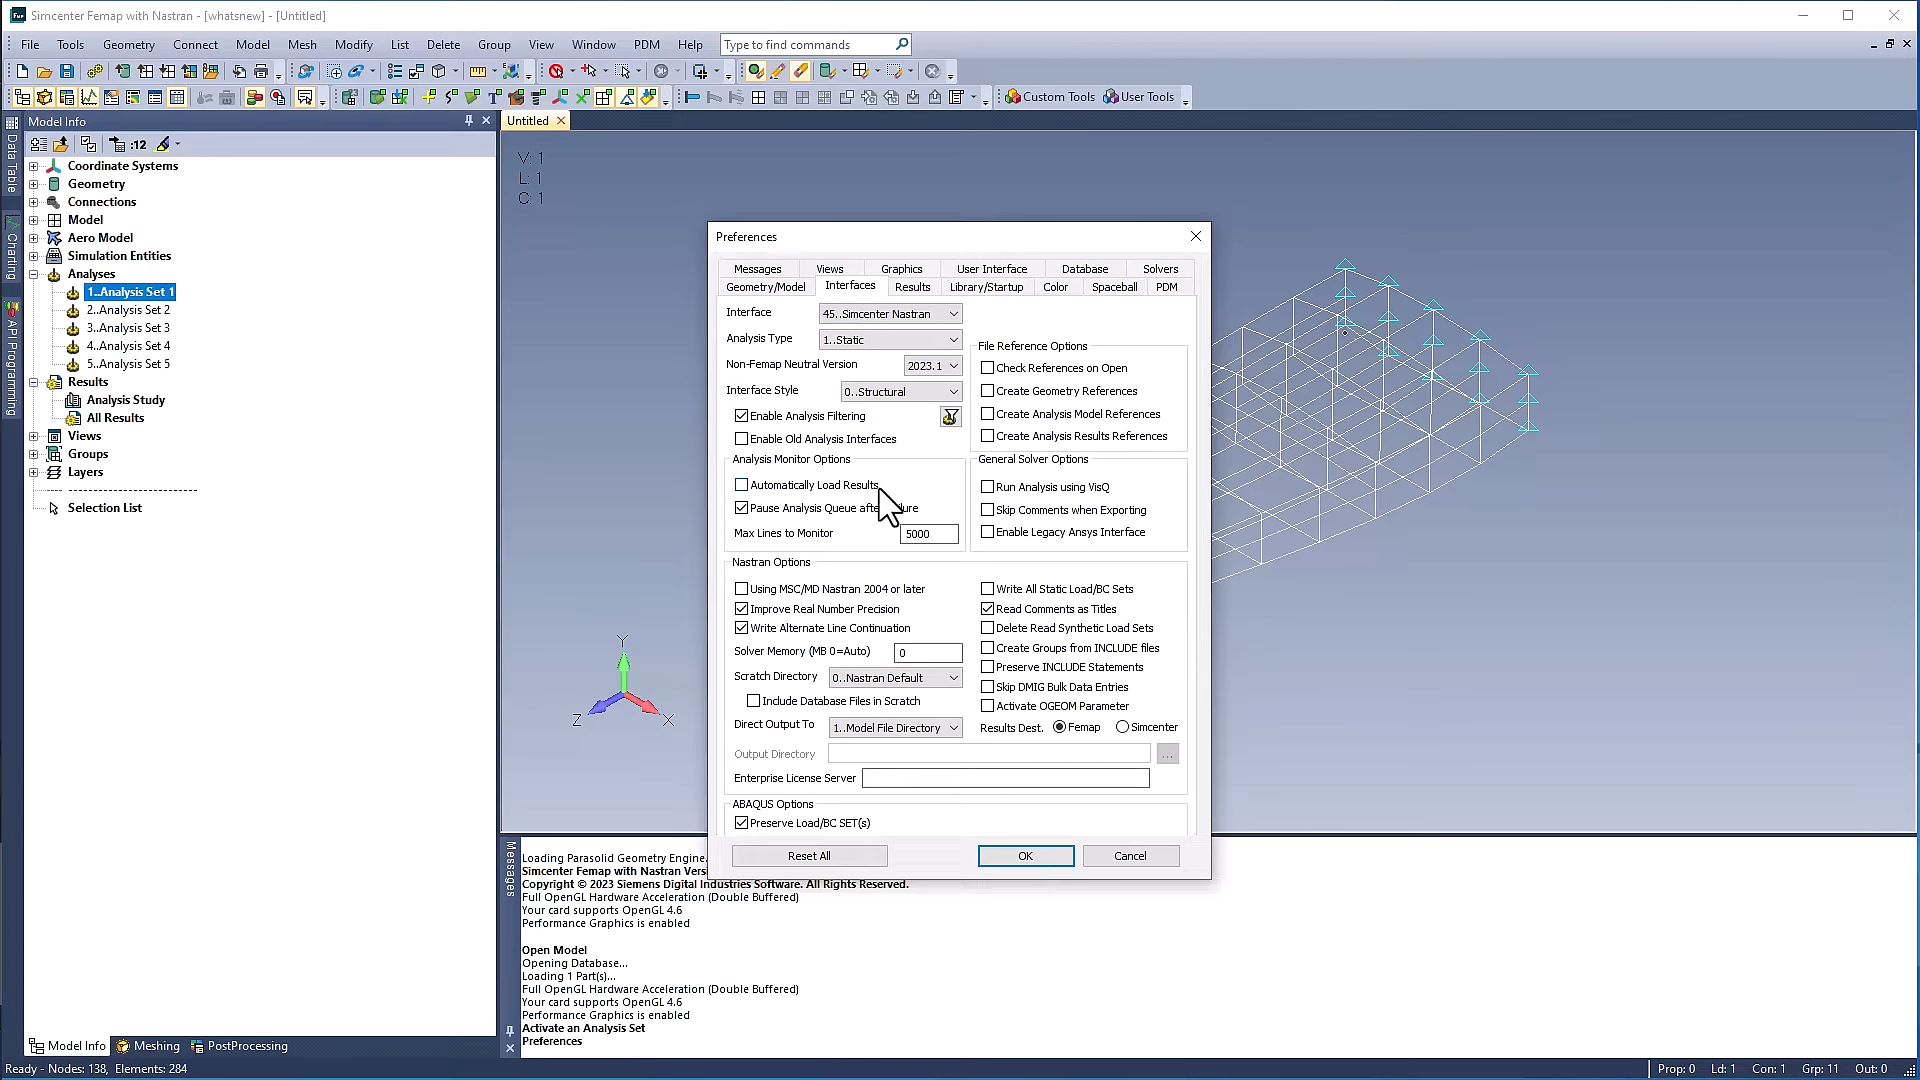 Simcenter Femap with Nastran - [whatsnew] - [Untitled]
File Tools Geometry Connect Model Mesh Modify List Delete Group View Window PDM Help Type to find commands
Custom Tools User Tools
Model Info
:12
Coordinate Systems
Geometry
Connections
Model
Aero Model
Simulation Entities
Analyses
1..Analysis Set 1
2..Analysis Set 2
3..Analysis Set 3
4..Analysis Set 4
5..Analysis Set 5
Results
Analysis Study
All Results
Views
Groups
Layers
Selection List
Data Table
Charting
API Programming
Model Info Meshing PostProcessing
Untitled
V: 1
L: 1
C: 1
Y
Z
X
Preferences
Messages Views Graphics User Interface Database Solvers
Geometry/Model Interfaces Results Library/Startup Color Spaceball PDM
Interface 45..Simcenter Nastran
Analysis Type 1..Static
Non-Femap Neutral Version 2023.1
Interface Style 0..Structural
Enable Analysis Filtering
Enable Old Analysis Interfaces
File Reference Options
Check References on Open
Create Geometry References
Create Analysis Model References
Create Analysis Results References
Analysis Monitor Options
Automatically Load Results
Pause Analysis Queue after
Max Lines to Monitor 5000
General Solver Options
Run Analysis using VisQ
Skip Comments when Exporting
Enable Legacy Ansys Interface
Nastran Options
Using MSC/MD Nastran 2004 or later
Improve Real Number Precision
Write Alternate Line Continuation
Solver Memory (MB 0=Auto) 0
Scratch Directory 0..Nastran Default
Include Database Files in Scratch
Direct Output To 1..Model File Directory
Write All Static Load/BC Sets
Read Comments as Titles
Delete Read Synthetic Load Sets
Create Groups from INCLUDE files
Preserve INCLUDE Statements
Skip DMIG Bulk Data Entries
Activate OGEOM Parameter
Results Dest. Femap Simcenter
Output Directory ...
Enterprise License Server
ABAQUS Options
Preserve Load/BC SET(s)
Reset All OK Cancel
Messages
Loading Parasolid Geometry Engine.
Simcenter Femap with Nastran
Copyright © 2023 Siemens Digital Industries Software. All Rights Reserved.
Full OpenGL Hardware Acceleration (Double Buffered)
Your card supports OpenGL 4.6
Performance Graphics is enabled
Open Model
Opening Database...
Loading 1 Part(s)...
Full OpenGL Hardware Acceleration (Double Buffered)
Your card supports OpenGL 4.6
Performance Graphics is enabled
Activate an Analysis Set
Preferences
Ready - Nodes: 138, Elements: 284
Prop: 0 Ld: 1 Con: 1 Grp: 11 Out: 0